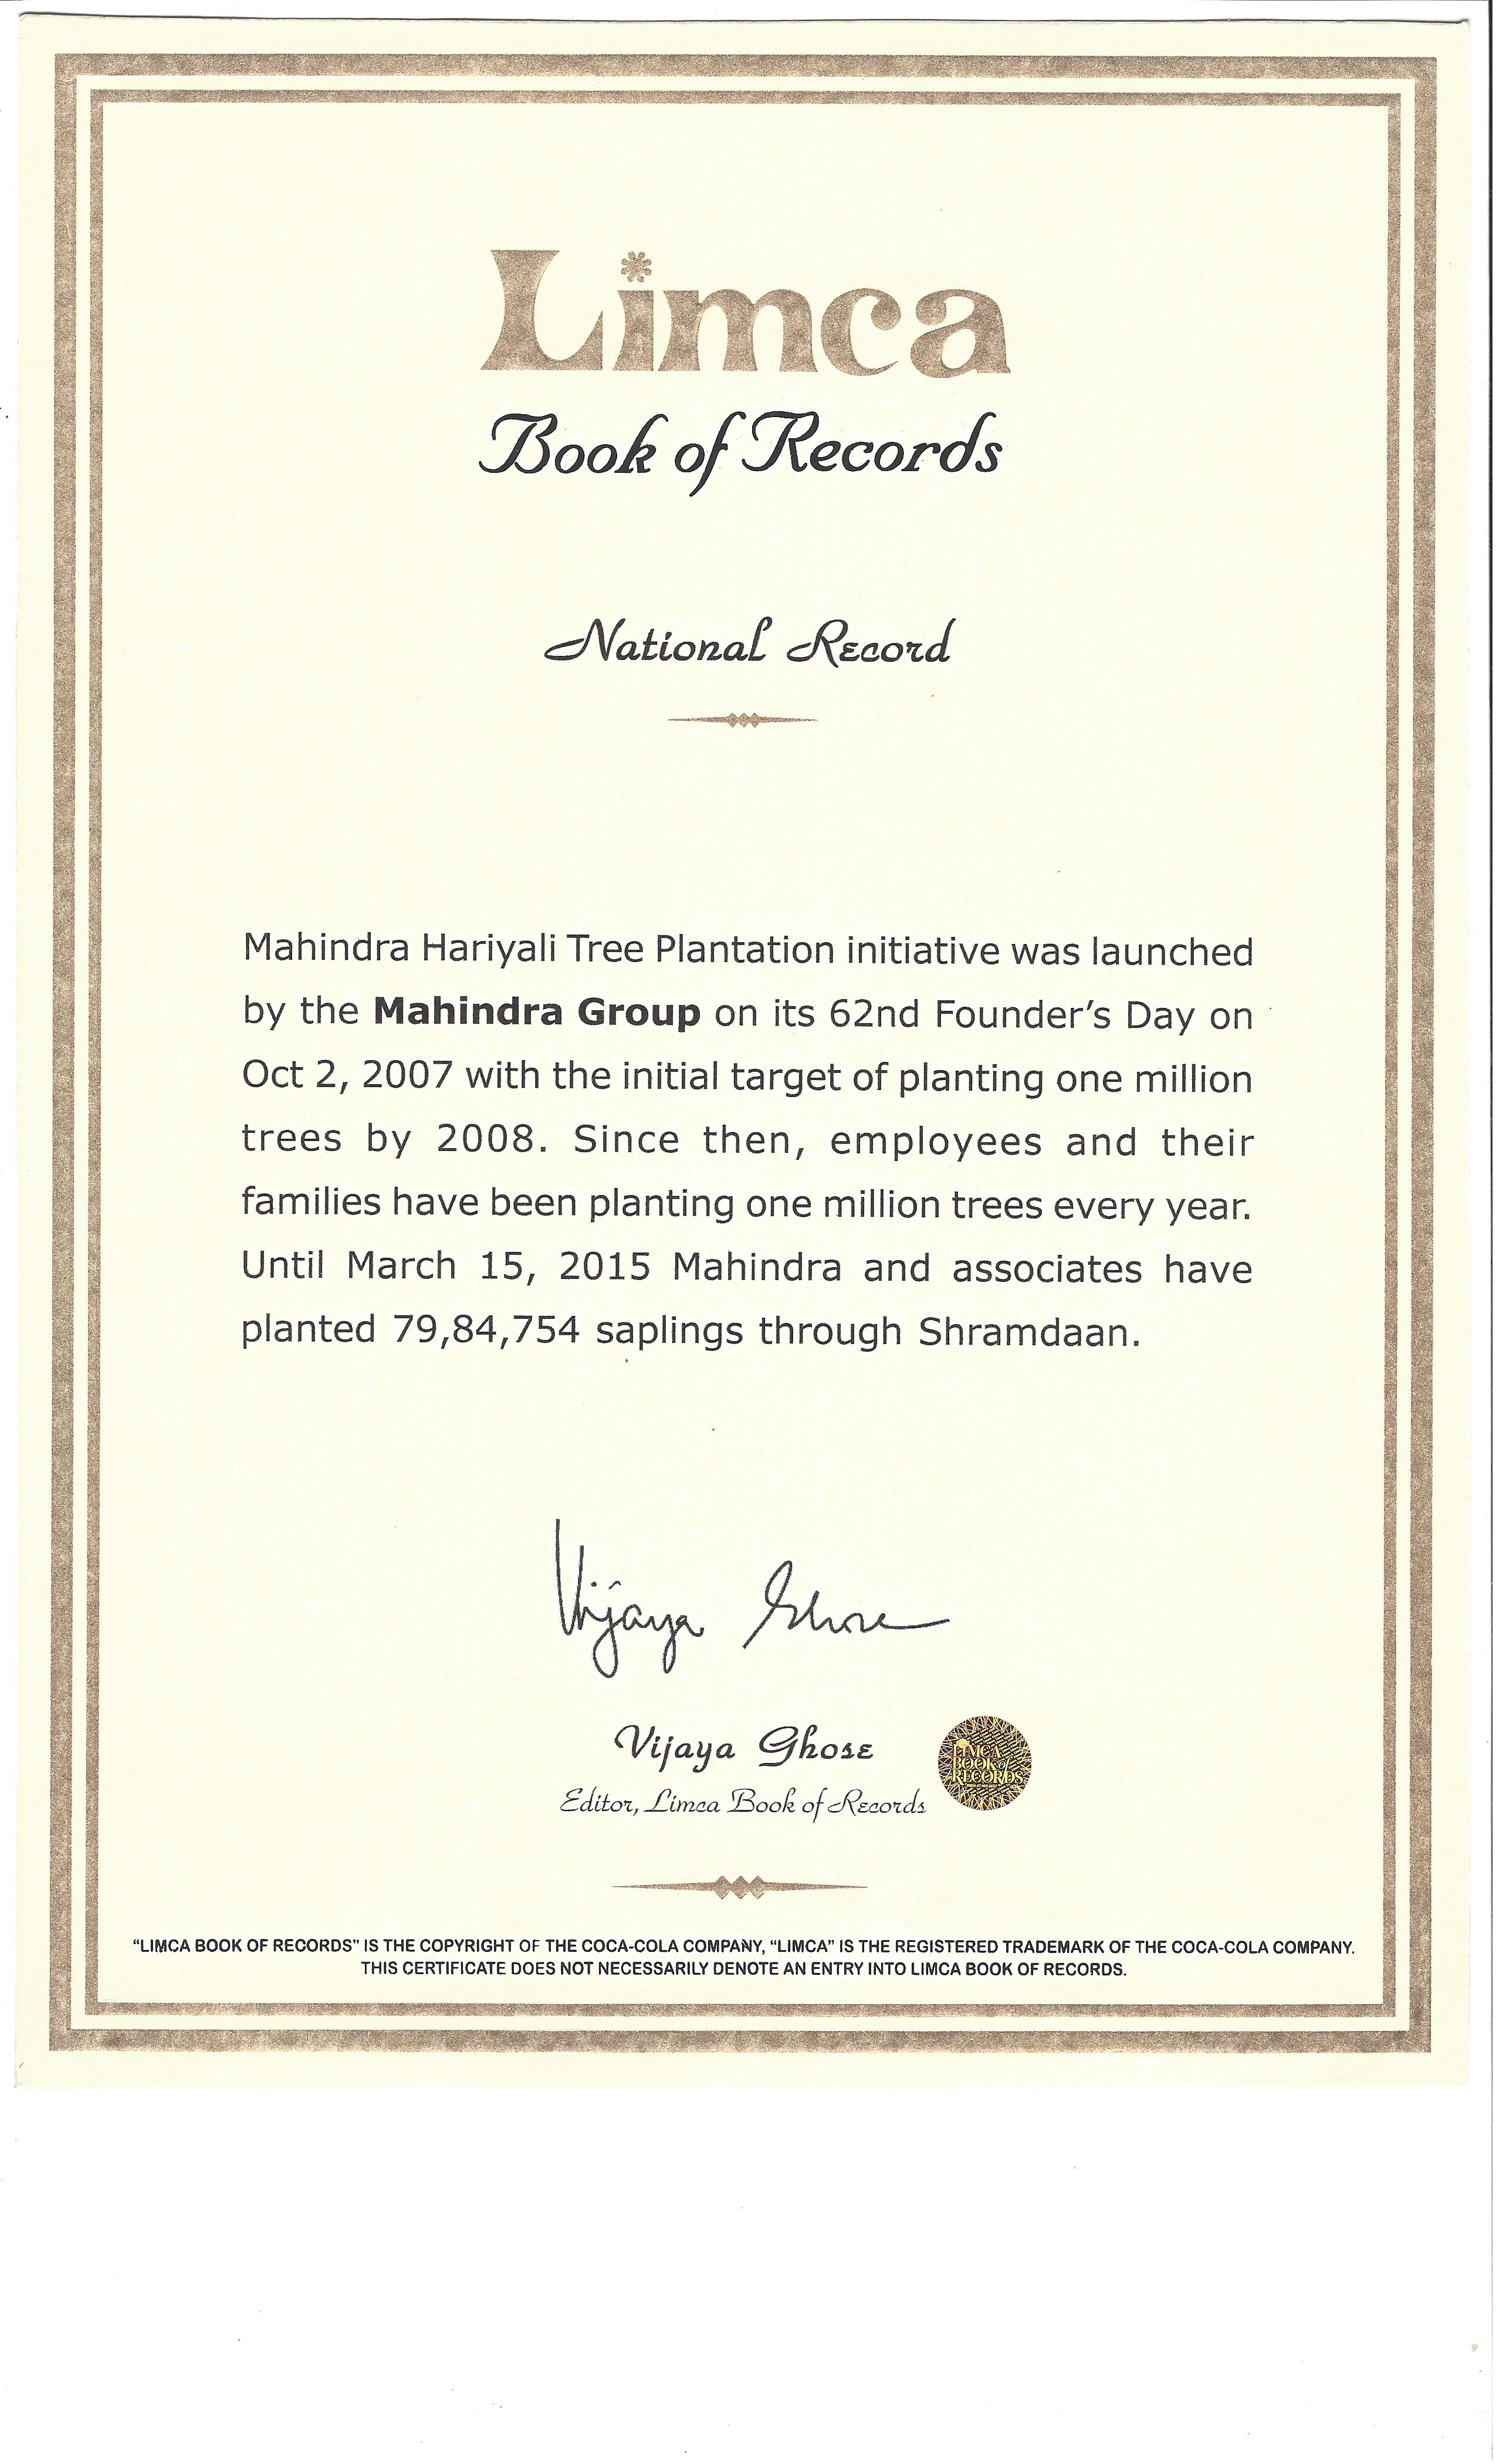 Limca
Book of Records
National Record
Mahindra Hariyali Tree Plantation initiative was launched
by the Mahindra Group on its 62nd Founder’s Day on
Oct 2, 2007 with the initial target of planting one million
trees by 2008. Since then, employees and their
families have been planting one million trees every year.
Until March 15, 2015 Mahindra and associates have
planted 79,84,754 saplings through Shramdaan.
Vijaya Ghose
Vijaya Ghose
Editor, Limca Book of Records
LIMCA
BOOK of
RECORDS
“LIMCA BOOK OF RECORDS” IS THE COPYRIGHT OF THE COCA-COLA COMPANY, “LIMCA” IS THE REGISTERED TRADEMARK OF THE COCA-COLA COMPANY.
THIS CERTIFICATE DOES NOT NECESSARILY DENOTE AN ENTRY INTO LIMCA BOOK OF RECORDS.